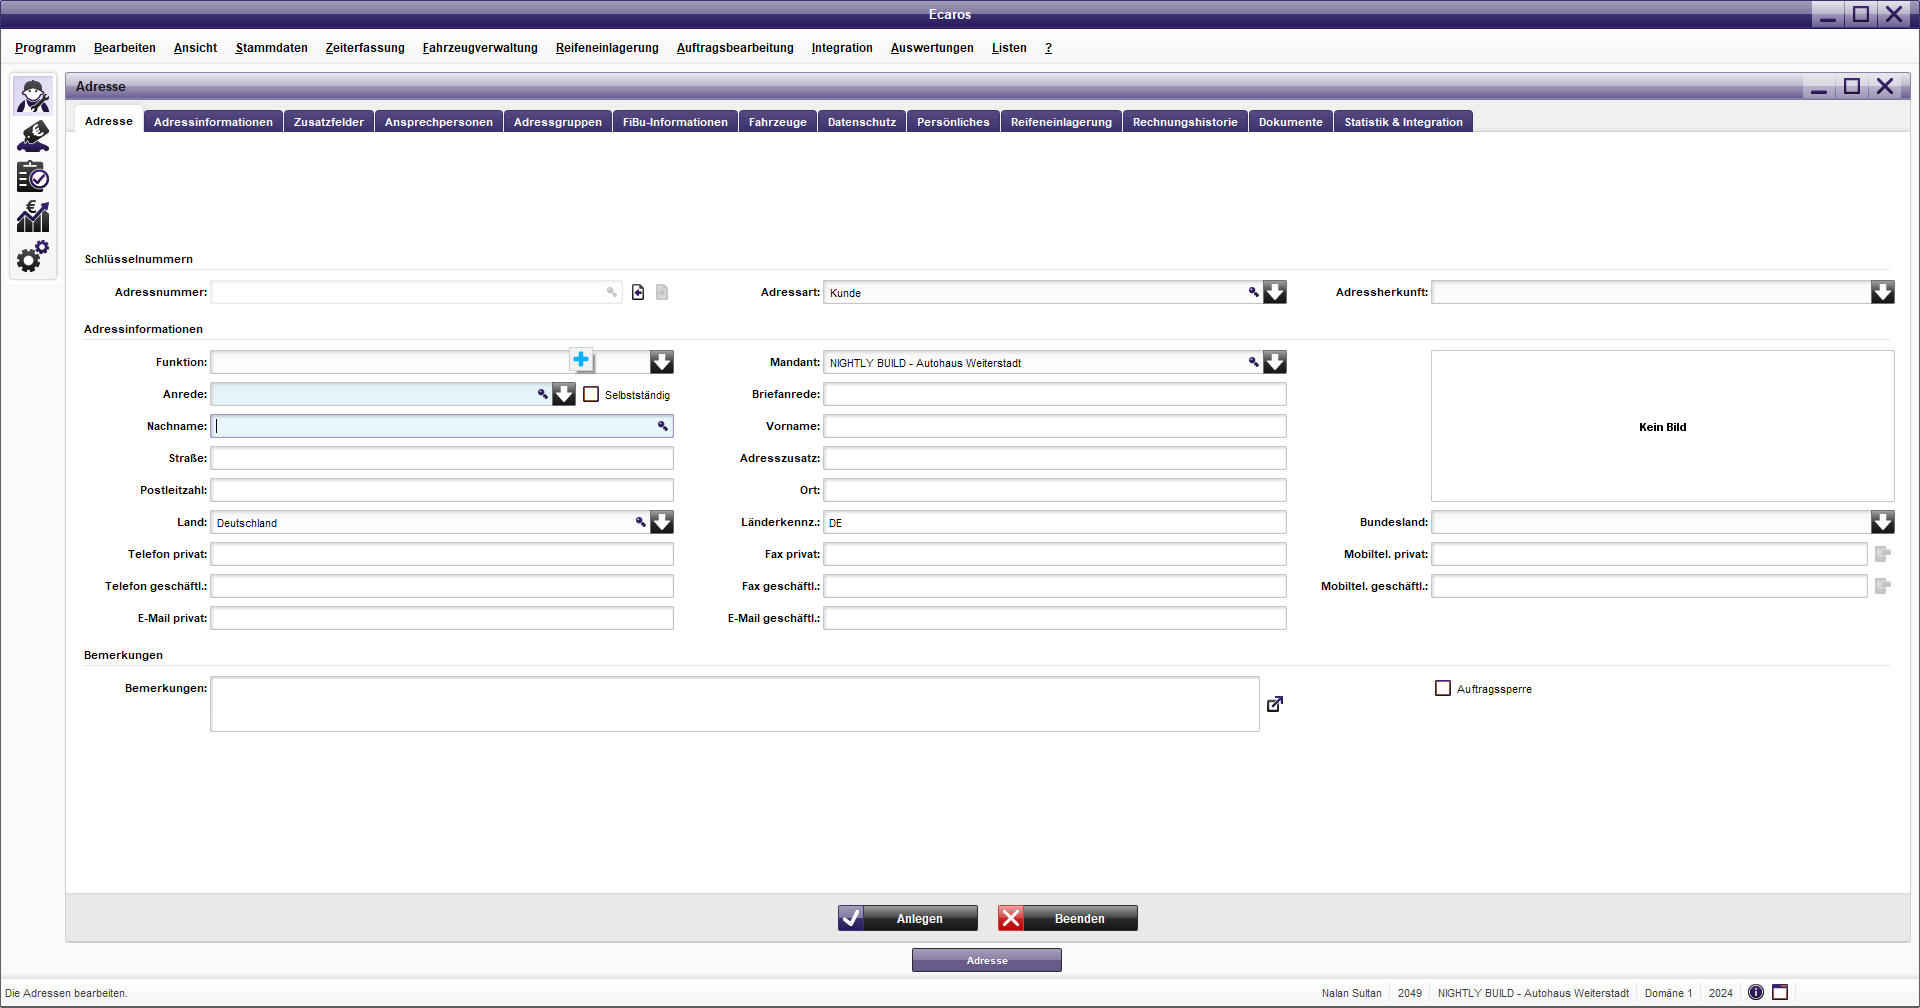 Ecaros
Programm Bearbeiten Ansicht Stammdaten Zeiterfassung Fahrzeugverwaltung Reifeneinlagerung Auftragsbearbeitung Integration Auswertungen Listen ?
Adresse
Adresse Adressinformationen Zusatzfelder Ansprechpersonen Adressgruppen FiBu-Informationen Fahrzeuge Datenschutz Persönliches Reifeneinlagerung Rechnungshistorie Dokumente Statistik & Integration
Schlüsselnummern
Adressnummer: Adressart: Kunde Adressherkunft:
Adressinformationen
Funktion: Mandant: NIGHTLY BUILD - Autohaus Weiterstadt
Anrede: Selbstständig Briefanrede:
Nachname: Vorname: Kein Bild
Straße: Adresszusatz:
Postleitzahl: Ort:
Land: Deutschland Länderkennz.: DE Bundesland:
Telefon privat: Fax privat: Mobiltel. privat:
Telefon geschäftl.: Fax geschäftl.: Mobiltel. geschäftl.:
E-Mail privat: E-Mail geschäftl.:
Bemerkungen
Bemerkungen: Auftragssperre
Anlegen Beenden
Adresse
Die Adressen bearbeiten. Nalan Sultan 2049 NIGHTLY BUILD - Autohaus Weiterstadt Domäne 1 2024